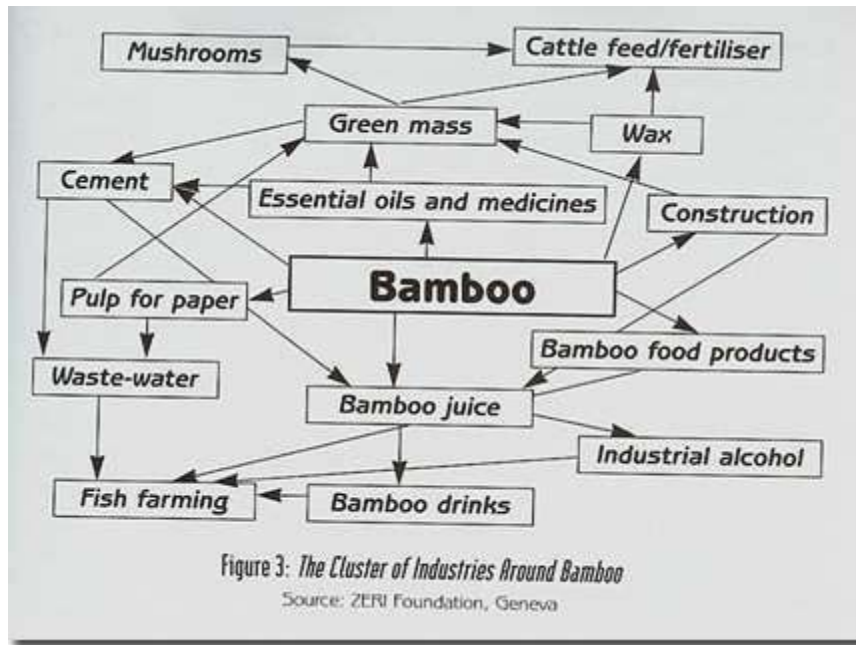 Mushrooms
Cattle feed/fertiliser
Green mass
Wax
Cement
Essential oils and medicines
Construction
Bamboo
Pulp for paper
Bamboo food products
Waste-water
Bamboo juice
Industrial alcohol
Fish farming
Bamboo drinks
Figure 3: The Cluster of Industries Around Bamboo
Source: ZERI Foundation, Geneva